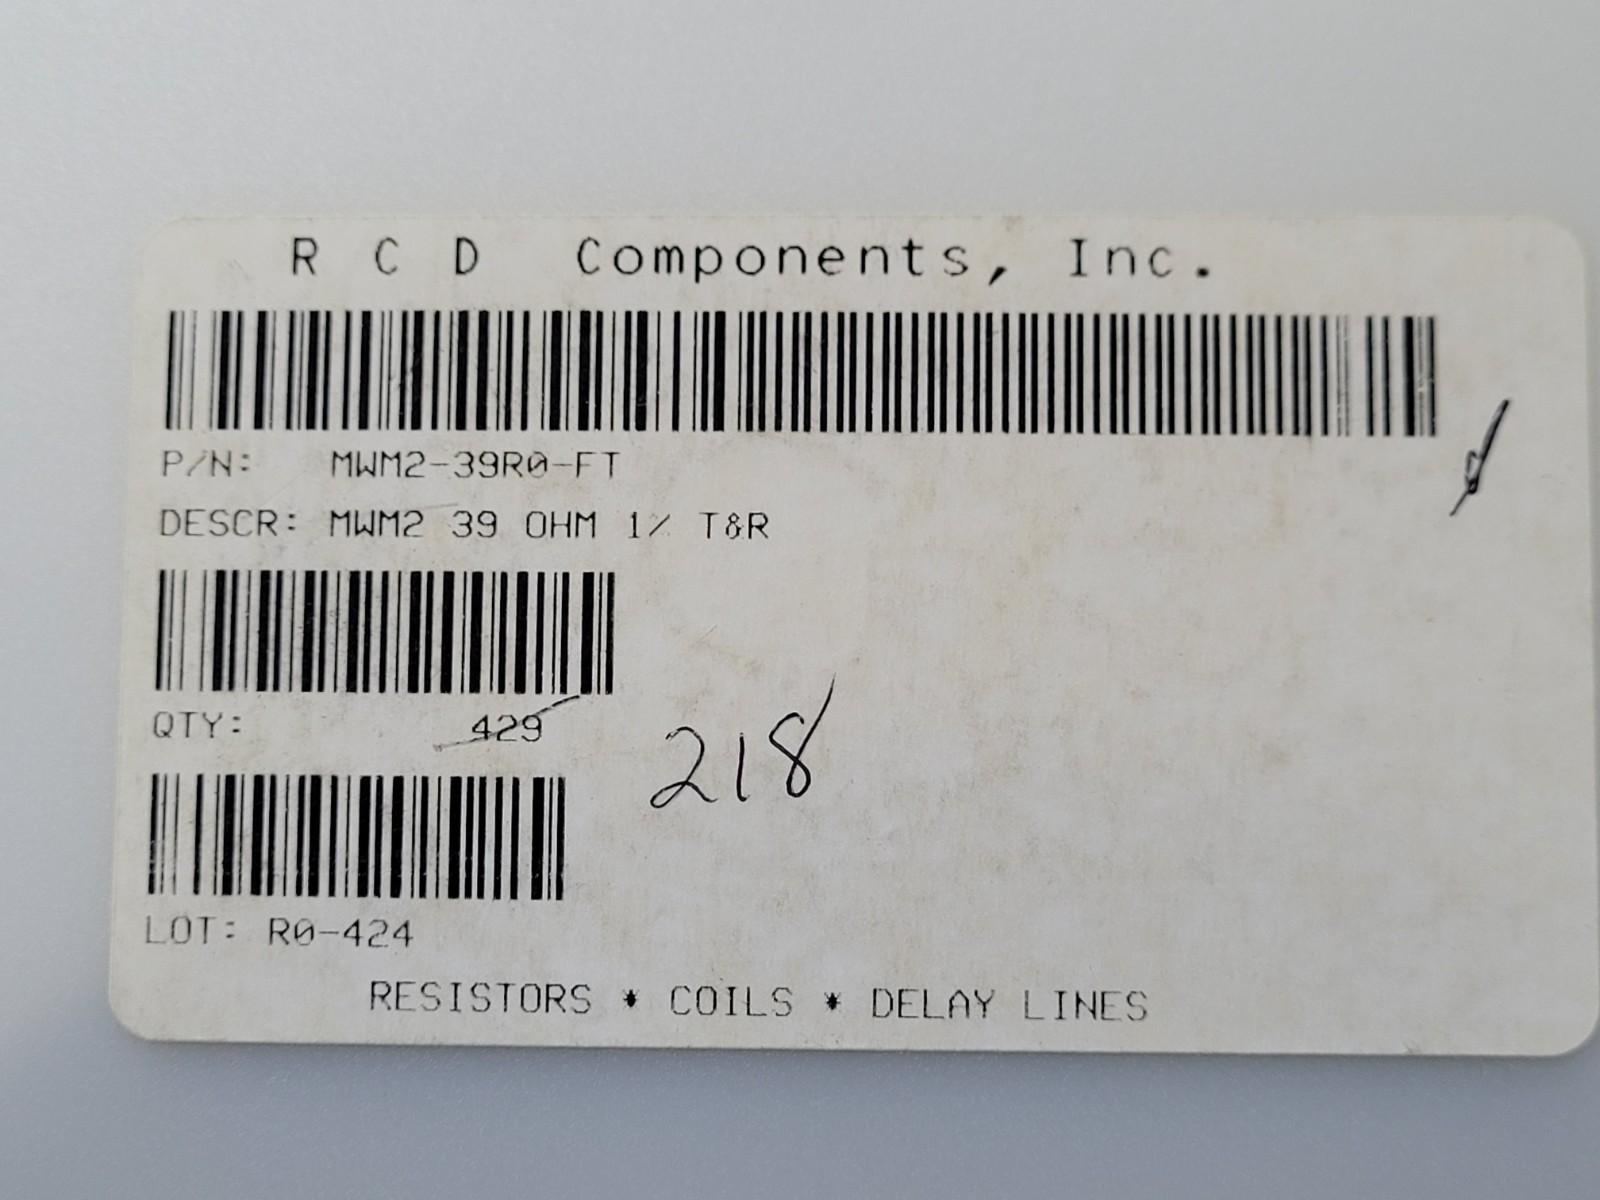 R C D Components, Inc.
P/N: MWM2-39R0-FT
DESCR: MWM2 39 OHM 1% T&R
QTY: 429 218
LOT: R0-424
RESISTORS * COILS * DELAY LINES